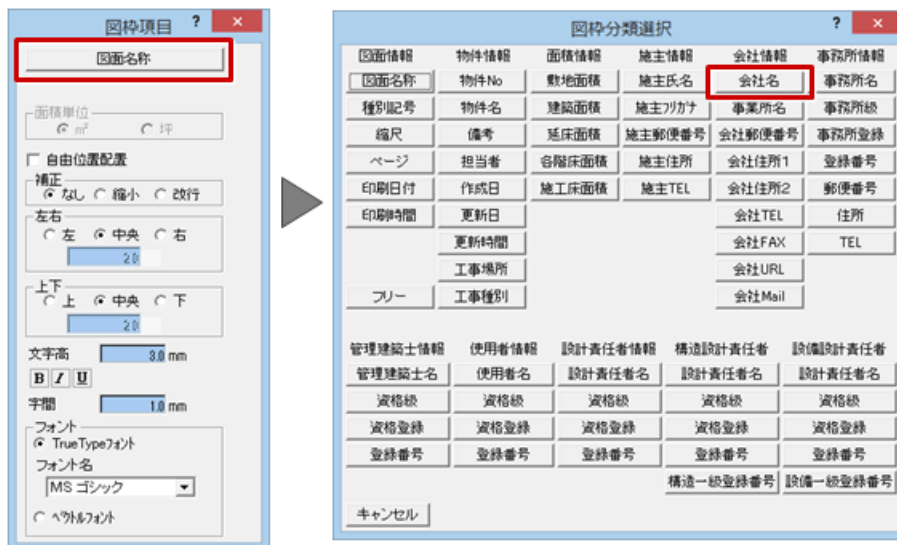 図枠項目 ? ×
図面名称
面積単位
㎡ 坪
自由位置配置
補正
なし 縮小 改行
左右
左 中央 右
2.0
上下
上 中央 下
2.0
文字高 3.0 mm
B I U
字間 1.0 mm
フォント
TrueTypeフォント
フォント名
MS ゴシック
ベクトルフォント
図枠分類選択 ? ×
図面情報 物件情報 面積情報 施主情報 会社情報 事務所情報
図面名称 物件No 敷地面積 施主氏名 会社名 事務所名
種別記号 物件名 建築面積 施主フリガナ 事業所名 事務所級
縮尺 備考 延床面積 施主郵便番号 会社郵便番号 事務所登録
ページ 担当者 各階床面積 施主住所 会社住所1 登録番号
印刷日付 作成日 施工床面積 施主TEL 会社住所2 郵便番号
印刷時間 更新日 会社TEL 住所
更新時間 会社FAX TEL
工事場所 会社URL
フリー 工事種別 会社Mail
管理建築士情報 使用者情報 設計責任者情報 構造設計責任者 設備設計責任者
管理建築士名 使用者名 設計責任者名 設計責任者名 設計責任者名
資格級 資格級 資格級 資格級 資格級
資格登録 資格登録 資格登録 資格登録 資格登録
登録番号 登録番号 登録番号 登録番号 登録番号
構造一級登録番号 設備一級登録番号
キャンセル